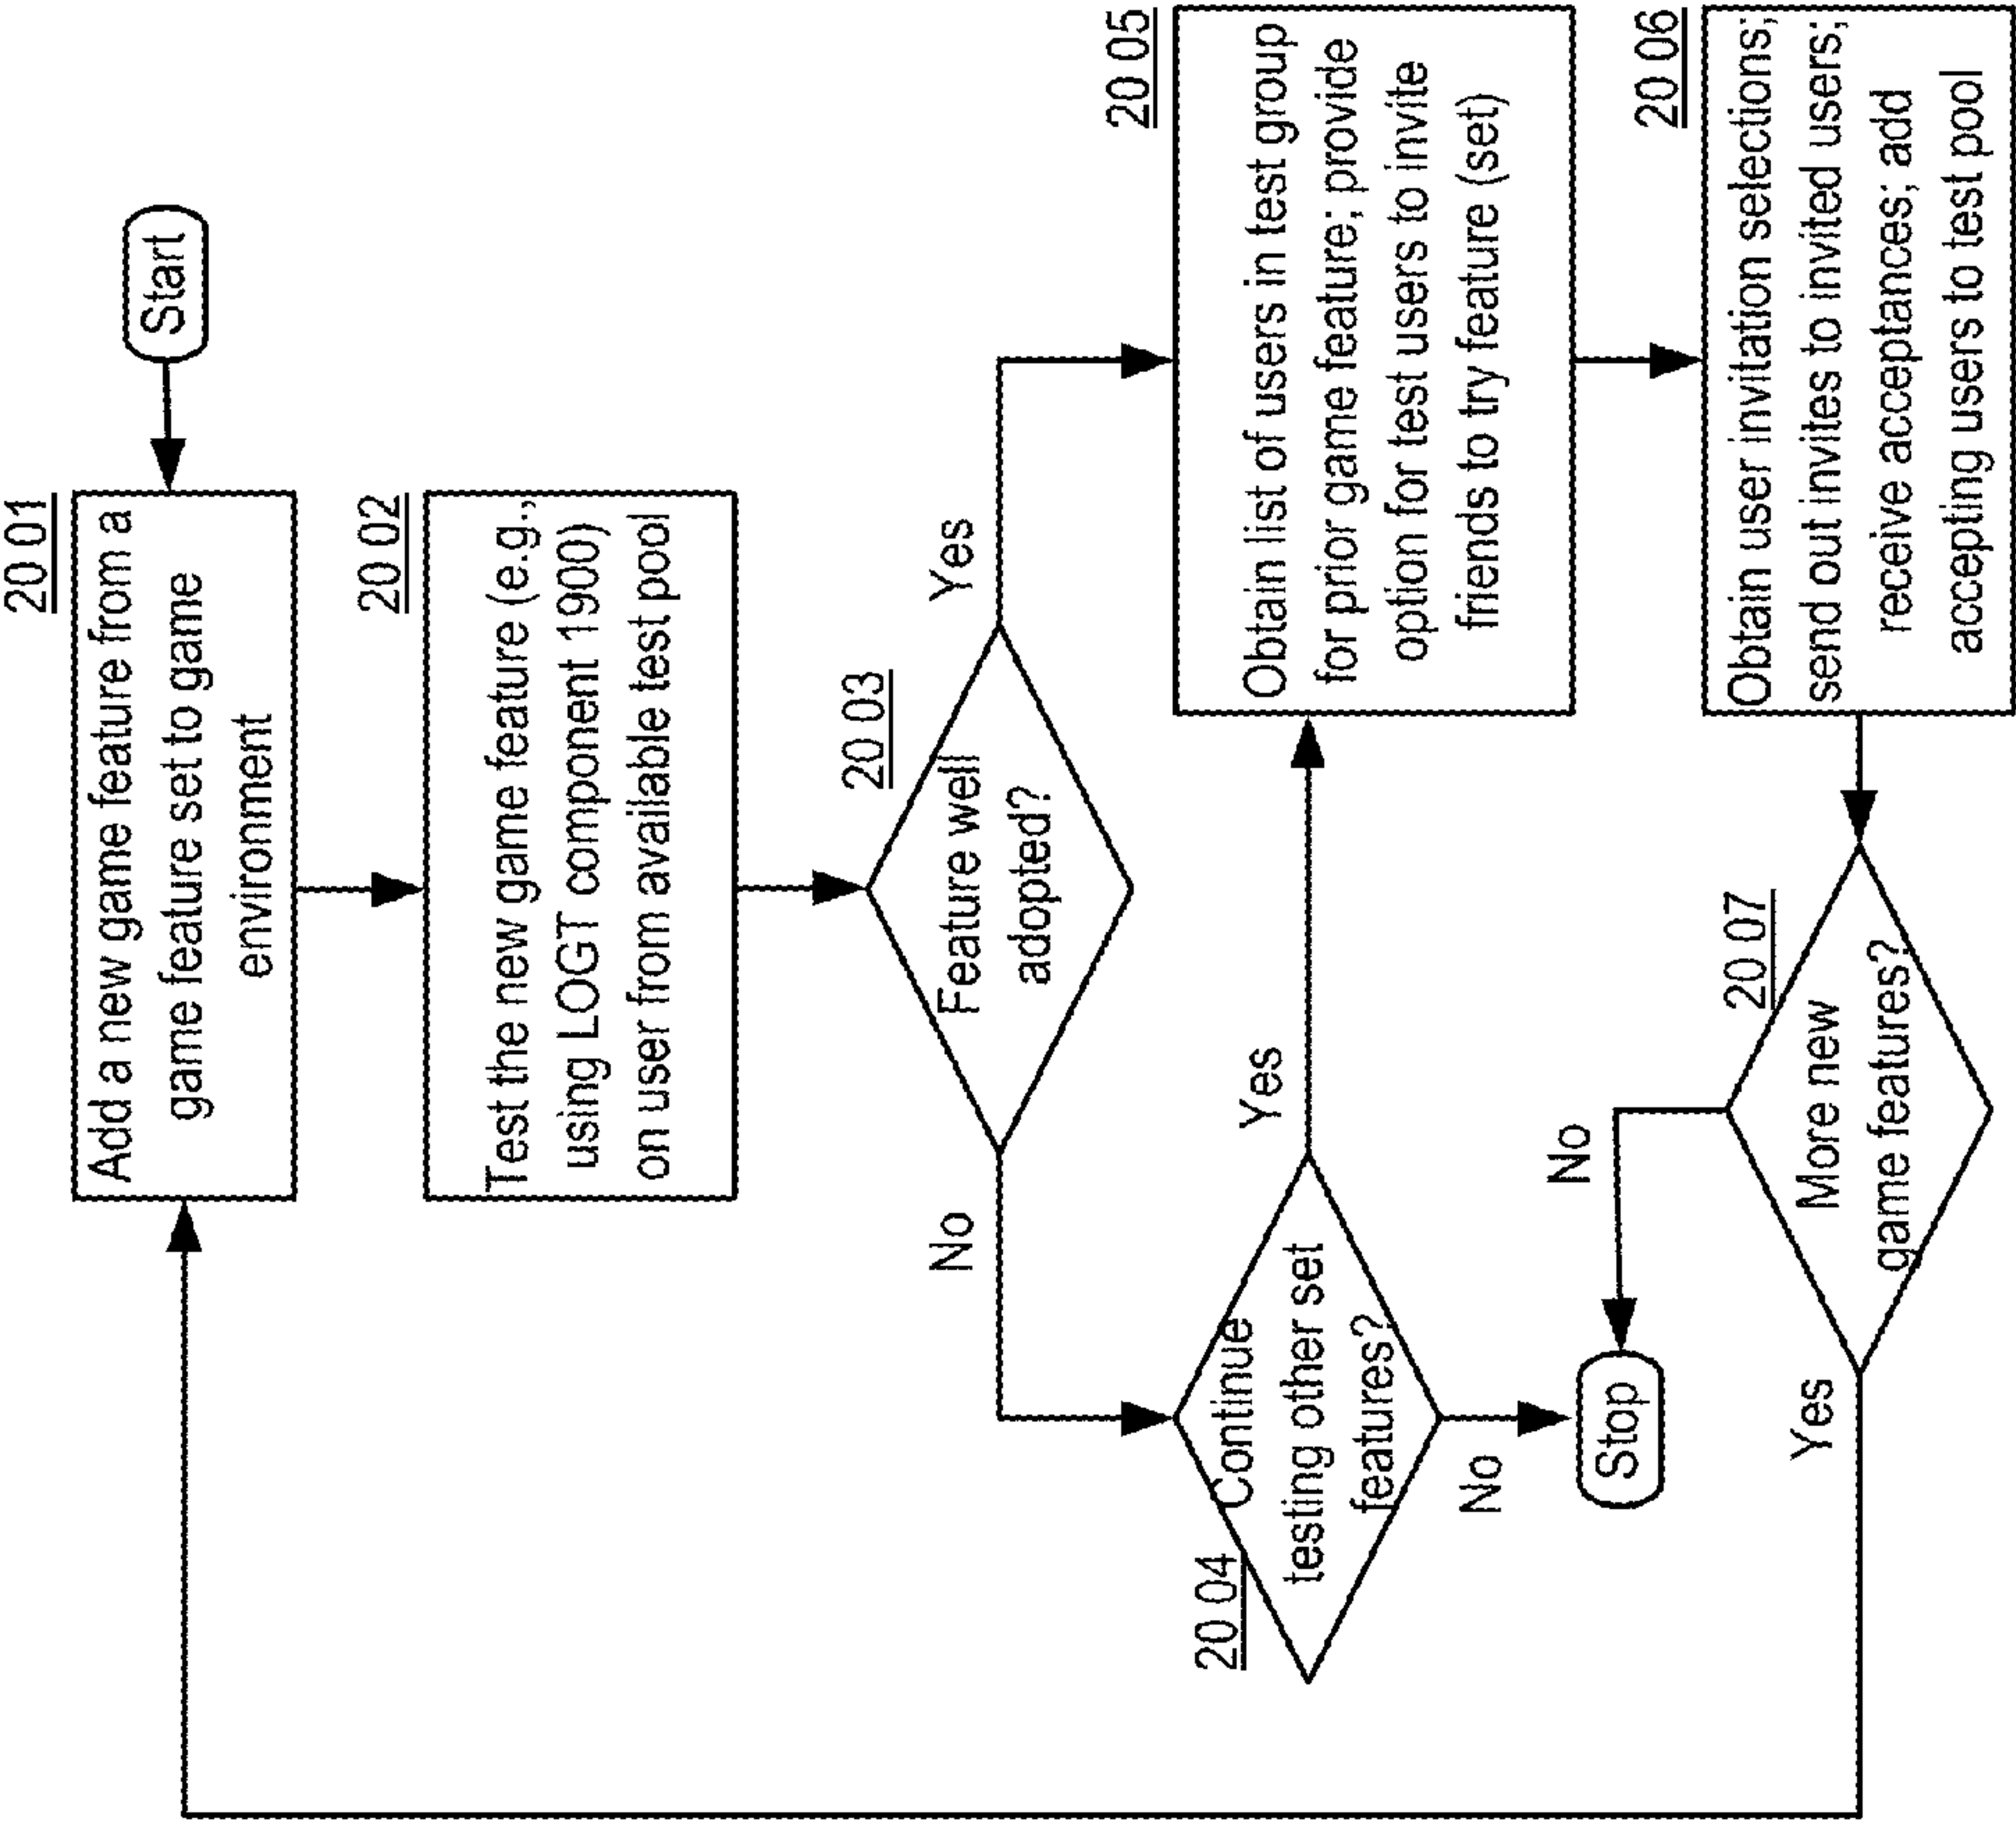 Start
20 01
Add a new game feature from a
game feature set to game
environment
20 02
Test the new game feature (e.g.,
using LOGT component 1900)
on user from available test pool
20 03
Feature well
adopted?
Yes
No
20 04
Continue
testing other set
features?
Yes
No
20 05
Obtain list of users in test group
for prior game feature; provide
option for test users to invite
friends to try feature (set)
20 06
Obtain user invitation selections;
send out invites to invited users;
receive acceptances; add
accepting users to test pool
20 07
More new
game features?
No
Yes
Stop